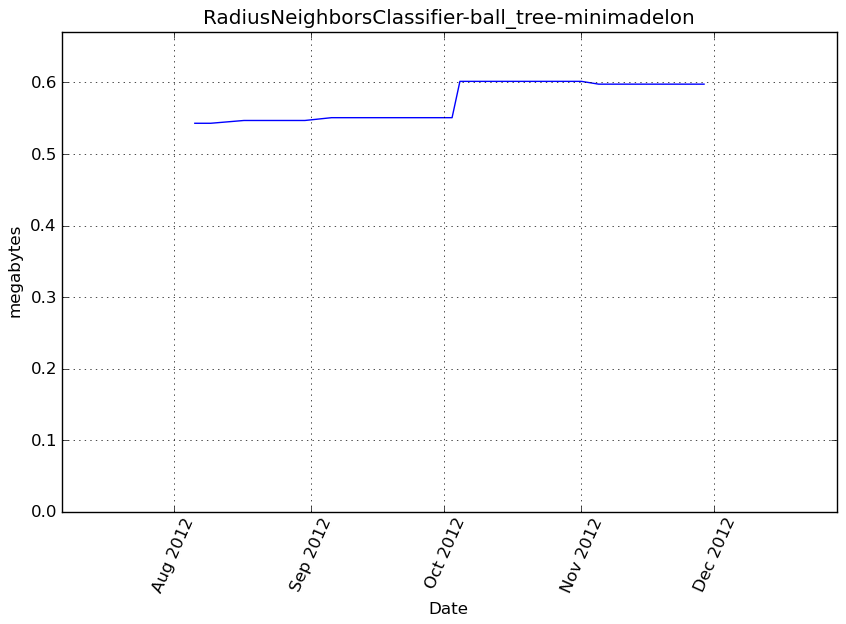 RadiusNeighborsClassifier-ball_tree-minimadelon
0.6
0.5
0.4
0.3
0.2
0.1
0.0
megabytes
Aug 2012
Sep 2012
Oct 2012
Nov 2012
Dec 2012
Date